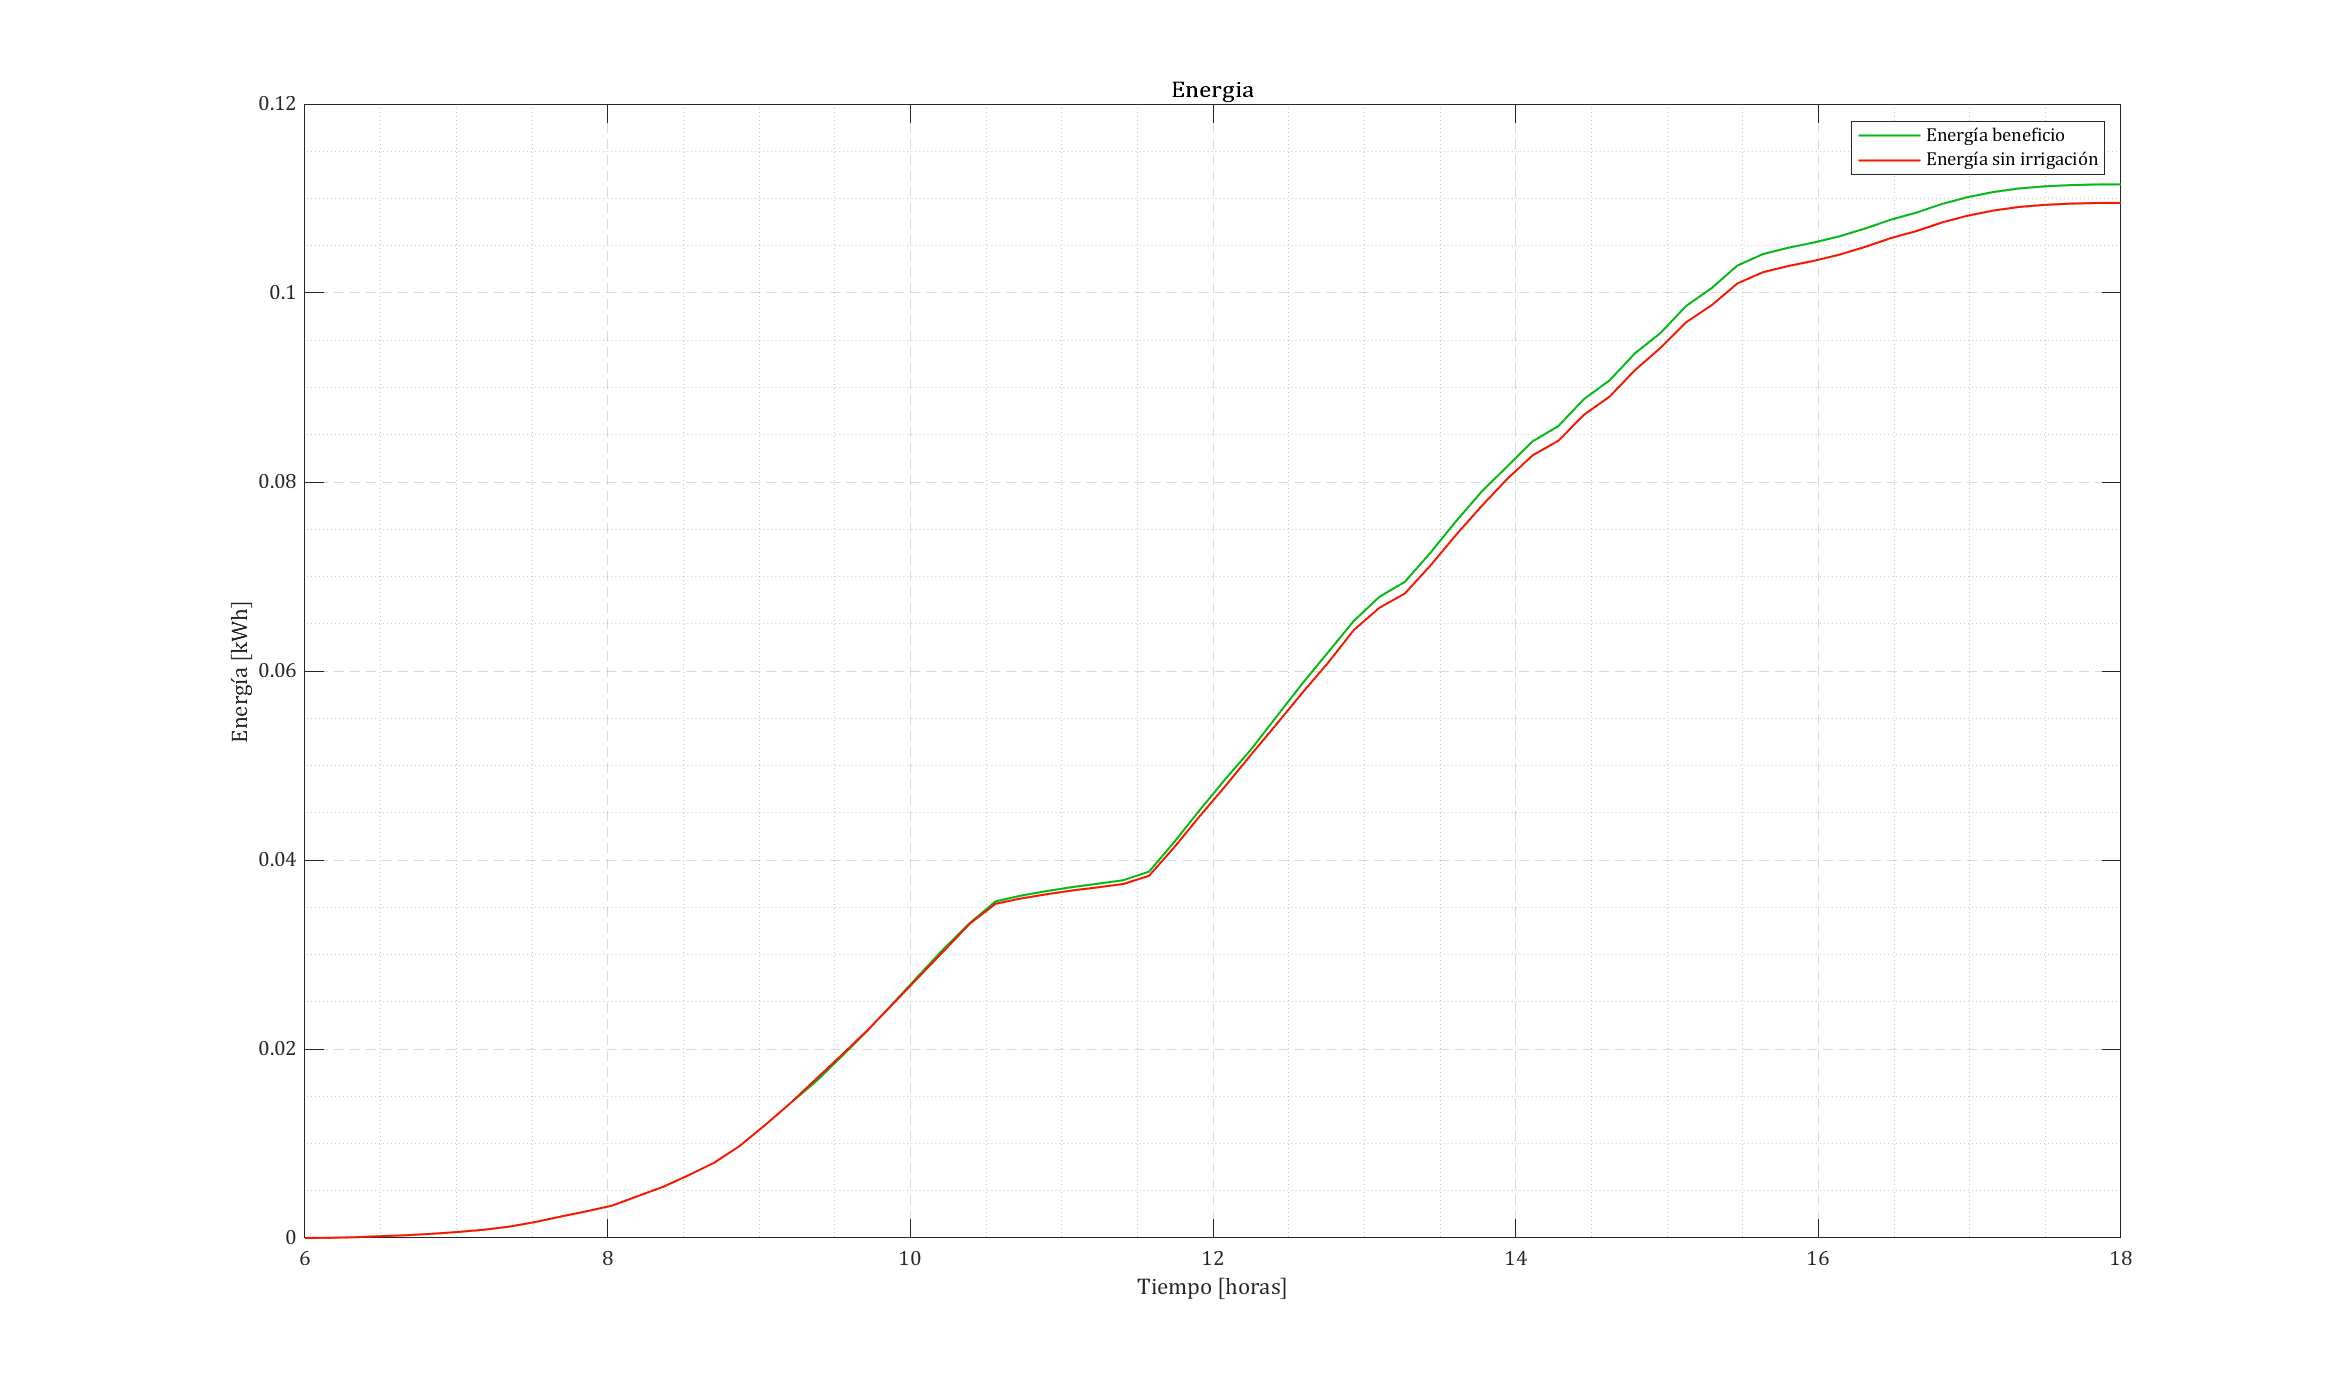 Energia
0.12
0.1
0.08
0.06
0.04
0.02
0
Energía [kWh]
Energía beneficio
Energía sin irrigación
6 8 10 12 14 16 18
Tiempo [horas]